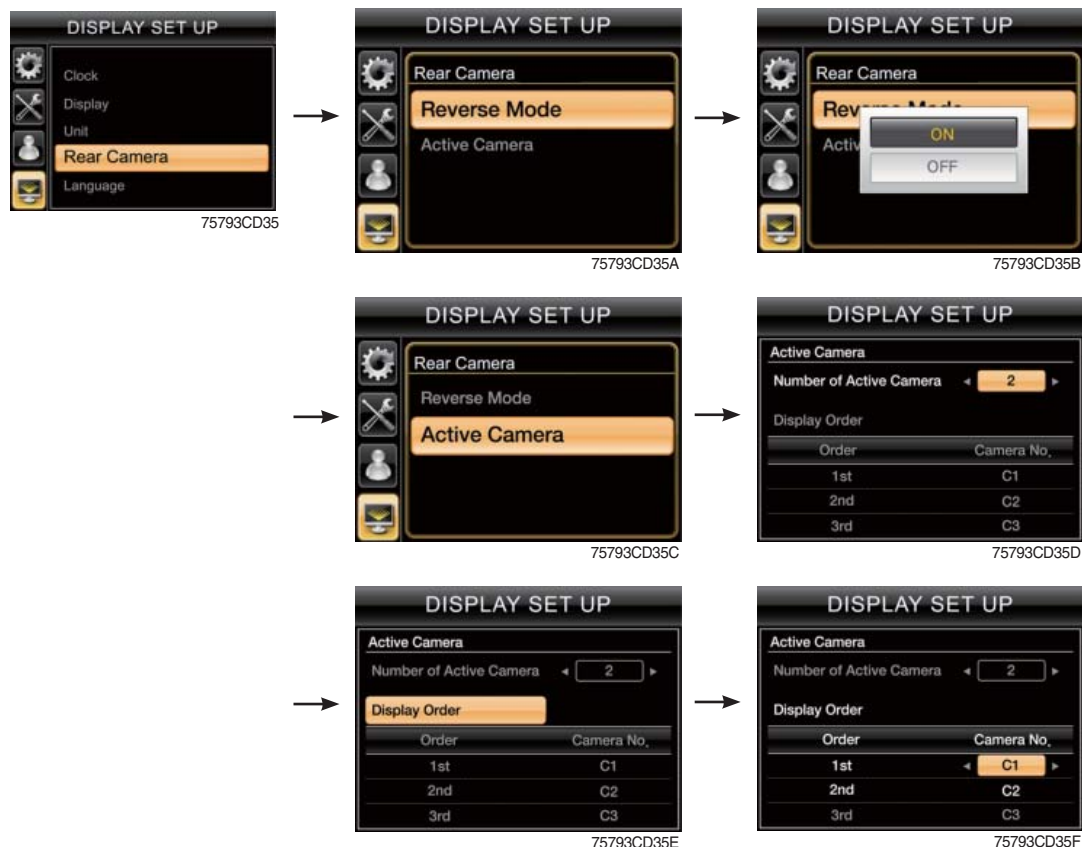 DISPLAY SET UP
Clock
Display
Unit
Rear Camera
Language
75793CD35
DISPLAY SET UP
Rear Camera
Reverse Mode
Active Camera
75793CD35A
DISPLAY SET UP
Rear Camera
Reverse Mode
Activ
ON
OFF
75793CD35B
DISPLAY SET UP
Rear Camera
Reverse Mode
Active Camera
75793CD35C
DISPLAY SET UP
Active Camera
Number of Active Camera 2
Display Order
Order Camera No.
1st C1
2nd C2
3rd C3
75793CD35D
DISPLAY SET UP
Active Camera
Number of Active Camera 2
Display Order
Order Camera No.
1st C1
2nd C2
3rd C3
75793CD35E
DISPLAY SET UP
Active Camera
Number of Active Camera 2
Display Order
Order Camera No.
1st C1
2nd C2
3rd C3
75793CD35F